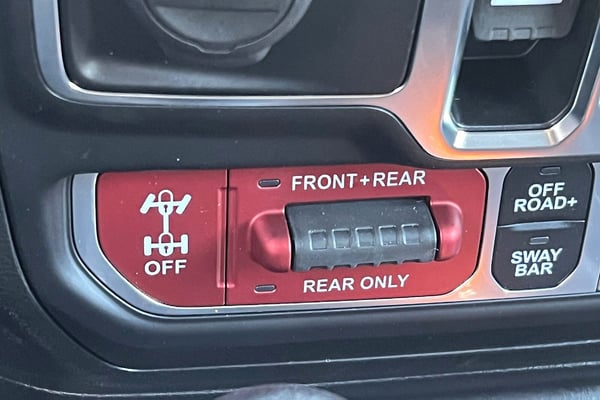 OFF
FRONT+REAR
REAR ONLY
OFF
ROAD+
SWAY
BAR